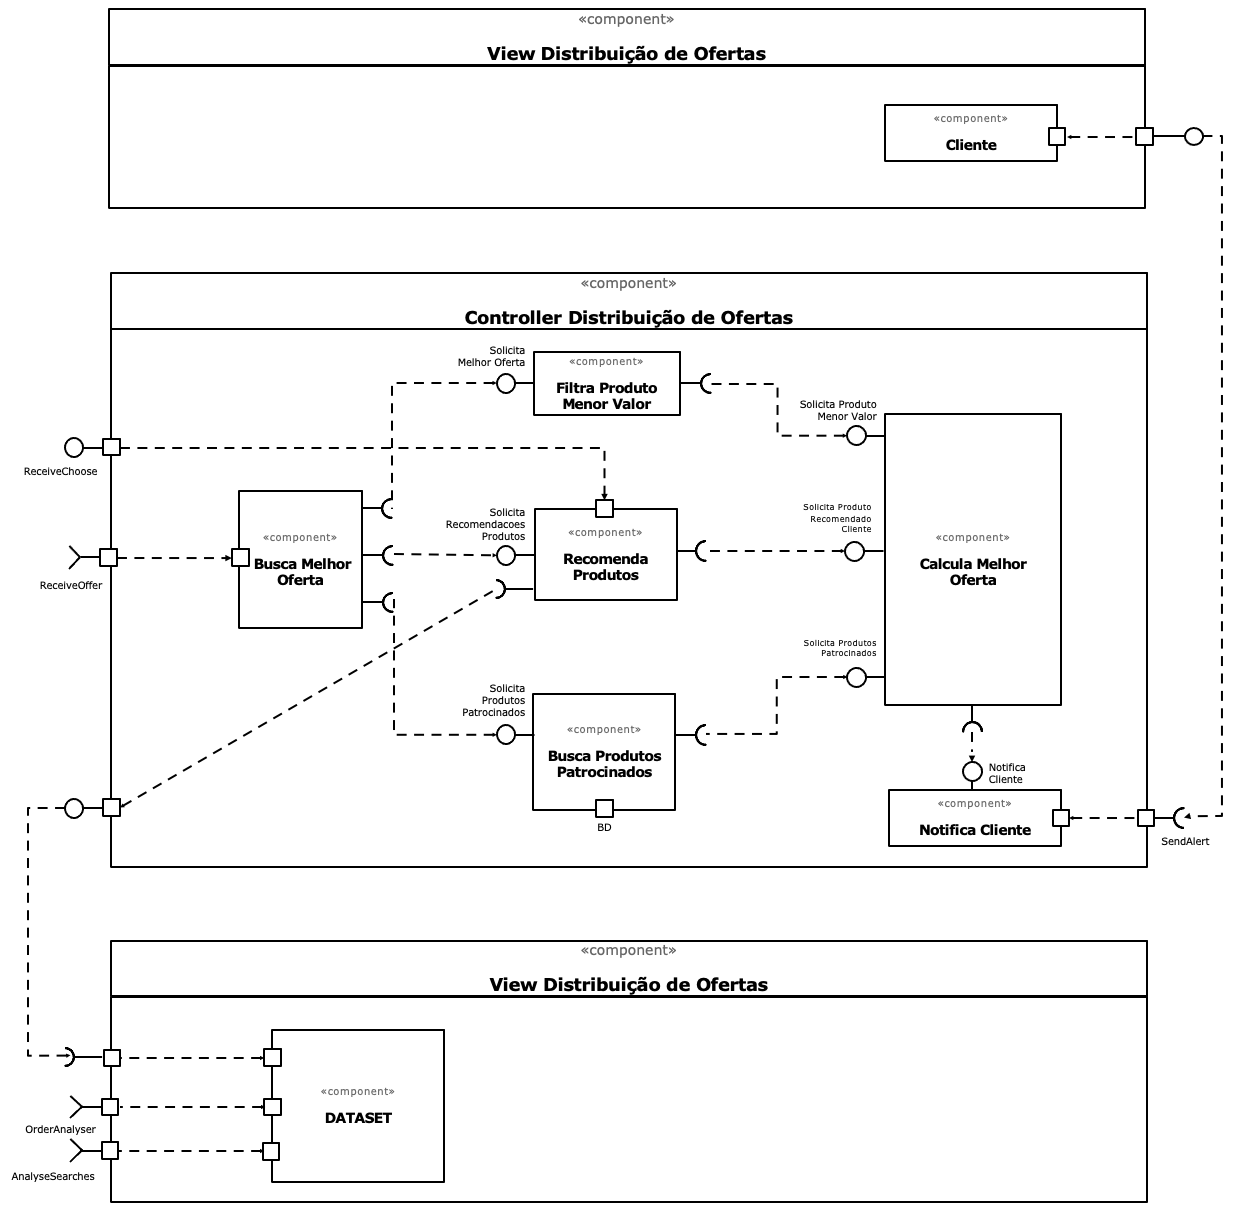 «component»
View Distribuição de Ofertas
«component»
Cliente
«component»
Controller Distribuição de Ofertas
Solicita
Melhor Oferta
«component»
Filtra Produto
Menor Valor
Solicita Produto
Menor Valor
ReceiveChoose
«component»
Busca Melhor
Oferta
ReceiveOffer
Solicita
Recomendacoes
Produtos
«component»
Recomenda
Produtos
Solicita Produto
Recomendado
Cliente
«component»
Calcula Melhor
Oferta
Solicita Produtos
Patrocinados
Solicita
Produtos
Patrocinados
«component»
Busca Produtos
Patrocinados
BD
Notifica
Cliente
«component»
Notifica Cliente
SendAlert
«component»
View Distribuição de Ofertas
«component»
DATASET
OrderAnalyser
AnalyseSearches